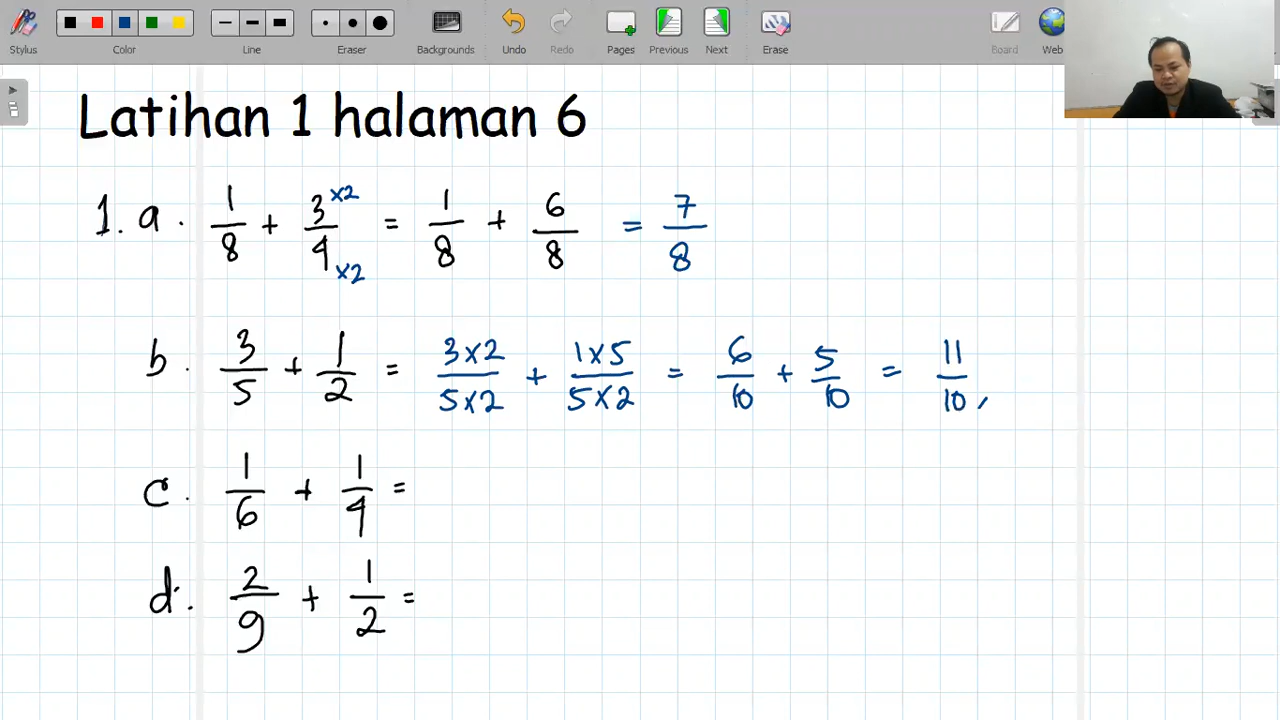 Stylus Color Line Eraser Backgrounds Undo Redo Pages Previous Next Erase Board Web
Latihan 1 halaman 6
1. a. 1/8 + 3×2/4×2 = 1/8 + 6/8 = 7/8
b. 3/5 + 1/2 = 3×2/5×2 + 1×5/5×2 = 6/10 + 5/10 = 11/10,
c. 1/6 + 1/4 =
d. 2/9 + 1/2 =